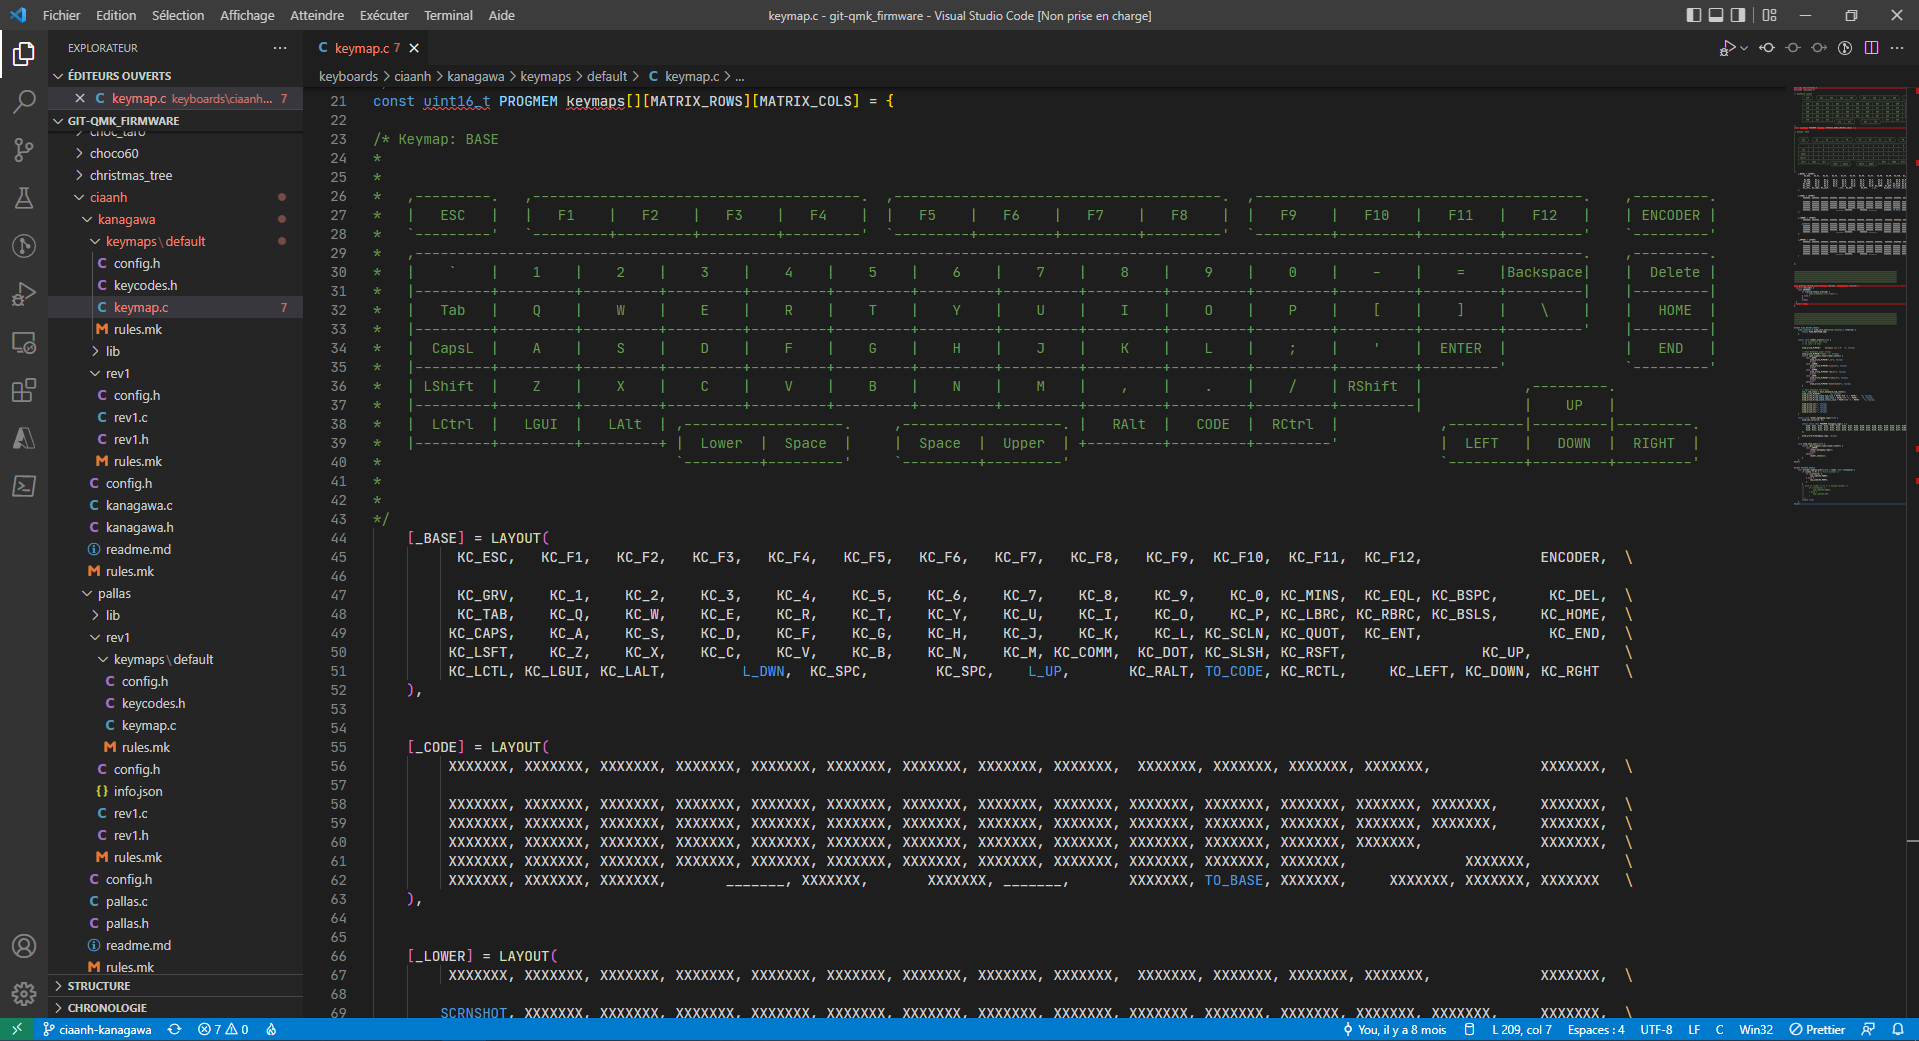 Fichier Edition Sélection Affichage Atteindre Exécuter Terminal Aide
keymap.c - git-qmk_firmware - Visual Studio Code [Non prise en charge]
EXPLORATEUR
ÉDITEURS OUVERTS
keymap.c keyboards\ciaanh... 7
GIT-QMK_FIRMWARE
choc_taro
choco60
christmas_tree
ciaanh
kanagawa
keymaps\default
config.h
keycodes.h
keymap.c 7
rules.mk
lib
rev1
config.h
rev1.c
rev1.h
rules.mk
config.h
kanagawa.c
kanagawa.h
readme.md
rules.mk
pallas
lib
rev1
keymaps\default
config.h
keycodes.h
keymap.c
rules.mk
config.h
info.json
rev1.c
rev1.h
rules.mk
config.h
pallas.c
pallas.h
readme.md
rules.mk
STRUCTURE
CHRONOLOGIE
keymap.c 7
keyboards > ciaanh > kanagawa > keymaps > default > C keymap.c > ...
21 const uint16_t PROGMEM keymaps[][MATRIX_ROWS][MATRIX_COLS] = {
22
23 /* Keymap: BASE
24 *
25 *
26 * ,---------. ,---------------------------------------. ,---------------------------------------. ,---------------------------------------. ,---------.
27 * | ESC | | F1 | F2 | F3 | F4 | | F5 | F6 | F7 | F8 | | F9 | F10 | F11 | F12 | | ENCODER |
28 * `---------' `---------+---------+---------+---------' `---------+---------+---------+---------' `---------+---------+---------+---------' `---------'
29 * ,-------------------------------------------------------------------------------------------------------------------------------------------. ,---------.
30 * | ` | 1 | 2 | 3 | 4 | 5 | 6 | 7 | 8 | 9 | 0 | - | = |Backspace| | Delete |
31 * |---------+---------+---------+---------+---------+---------+---------+---------+---------+---------+---------+---------+---------+---------| |---------|
32 * | Tab | Q | W | E | R | T | Y | U | I | O | P | [ | ] | \ | | HOME |
33 * |---------+---------+---------+---------+---------+---------+---------+---------+---------+---------+---------+---------+---------+---------' |---------|
34 * | CapsL | A | S | D | F | G | H | J | K | L | ; | ' | ENTER | | END |
35 * |---------+---------+---------+---------+---------+---------+---------+---------+---------+---------+---------+---------+---------' `---------'
36 * | LShift | Z | X | C | V | B | N | M | , | . | / | RShift | ,---------.
37 * |---------+---------+---------+---------+---------+---------+---------+---------+---------+---------+---------+---------| | UP |
38 * | LCtrl | LGUI | LAlt | ,-------------------. ,-------------------. | RAlt | CODE | RCtrl | ,---------|---------|---------.
39 * |---------+---------+---------+ | Lower | Space | | Space | Upper | +---------+---------+---------' | LEFT | DOWN | RIGHT |
40 * `---------+---------' `---------+---------' `---------+---------+---------'
41 *
42 *
43 */
44 [_BASE] = LAYOUT(
45 KC_ESC, KC_F1, KC_F2, KC_F3, KC_F4, KC_F5, KC_F6, KC_F7, KC_F8, KC_F9, KC_F10, KC_F11, KC_F12, ENCODER, \
46
47 KC_GRV, KC_1, KC_2, KC_3, KC_4, KC_5, KC_6, KC_7, KC_8, KC_9, KC_0, KC_MINS, KC_EQL, KC_BSPC, KC_DEL, \
48 KC_TAB, KC_Q, KC_W, KC_E, KC_R, KC_T, KC_Y, KC_U, KC_I, KC_O, KC_P, KC_LBRC, KC_RBRC, KC_BSLS, KC_HOME, \
49 KC_CAPS, KC_A, KC_S, KC_D, KC_F, KC_G, KC_H, KC_J, KC_K, KC_L, KC_SCLN, KC_QUOT, KC_ENT, KC_END, \
50 KC_LSFT, KC_Z, KC_X, KC_C, KC_V, KC_B, KC_N, KC_M, KC_COMM, KC_DOT, KC_SLSH, KC_RSFT, KC_UP, \
51 KC_LCTL, KC_LGUI, KC_LALT, L_DWN, KC_SPC, KC_SPC, L_UP, KC_RALT, TO_CODE, KC_RCTL, KC_LEFT, KC_DOWN, KC_RGHT \
52 ),
53
54
55 [_CODE] = LAYOUT(
56 XXXXXXX, XXXXXXX, XXXXXXX, XXXXXXX, XXXXXXX, XXXXXXX, XXXXXXX, XXXXXXX, XXXXXXX, XXXXXXX, XXXXXXX, XXXXXXX, XXXXXXX, XXXXXXX, \
57
58 XXXXXXX, XXXXXXX, XXXXXXX, XXXXXXX, XXXXXXX, XXXXXXX, XXXXXXX, XXXXXXX, XXXXXXX, XXXXXXX, XXXXXXX, XXXXXXX, XXXXXXX, XXXXXXX, XXXXXXX, \
59 XXXXXXX, XXXXXXX, XXXXXXX, XXXXXXX, XXXXXXX, XXXXXXX, XXXXXXX, XXXXXXX, XXXXXXX, XXXXXXX, XXXXXXX, XXXXXXX, XXXXXXX, XXXXXXX, XXXXXXX, \
60 XXXXXXX, XXXXXXX, XXXXXXX, XXXXXXX, XXXXXXX, XXXXXXX, XXXXXXX, XXXXXXX, XXXXXXX, XXXXXXX, XXXXXXX, XXXXXXX, XXXXXXX, XXXXXXX, \
61 XXXXXXX, XXXXXXX, XXXXXXX, XXXXXXX, XXXXXXX, XXXXXXX, XXXXXXX, XXXXXXX, XXXXXXX, XXXXXXX, XXXXXXX, XXXXXXX, XXXXXXX, \
62 XXXXXXX, XXXXXXX, XXXXXXX, _______, XXXXXXX, XXXXXXX, _______, XXXXXXX, TO_BASE, XXXXXXX, XXXXXXX, XXXXXXX, XXXXXXX \
63 ),
64
65
66 [_LOWER] = LAYOUT(
67 XXXXXXX, XXXXXXX, XXXXXXX, XXXXXXX, XXXXXXX, XXXXXXX, XXXXXXX, XXXXXXX, XXXXXXX, XXXXXXX, XXXXXXX, XXXXXXX, XXXXXXX, XXXXXXX, \
68
69 SCRNSHOT, XXXXXXX, XXXXXXX, XXXXXXX, XXXXXXX, XXXXXXX, XXXXXXX, XXXXXXX, XXXXXXX, XXXXXXX, XXXXXXX, XXXXXXX, XXXXXXX, XXXXXXX, XXXXXXX, \
ciaanh-kanagawa 7 0 You, il y a 8 mois L 209, col 7 Espaces : 4 UTF-8 LF C Win32 Prettier